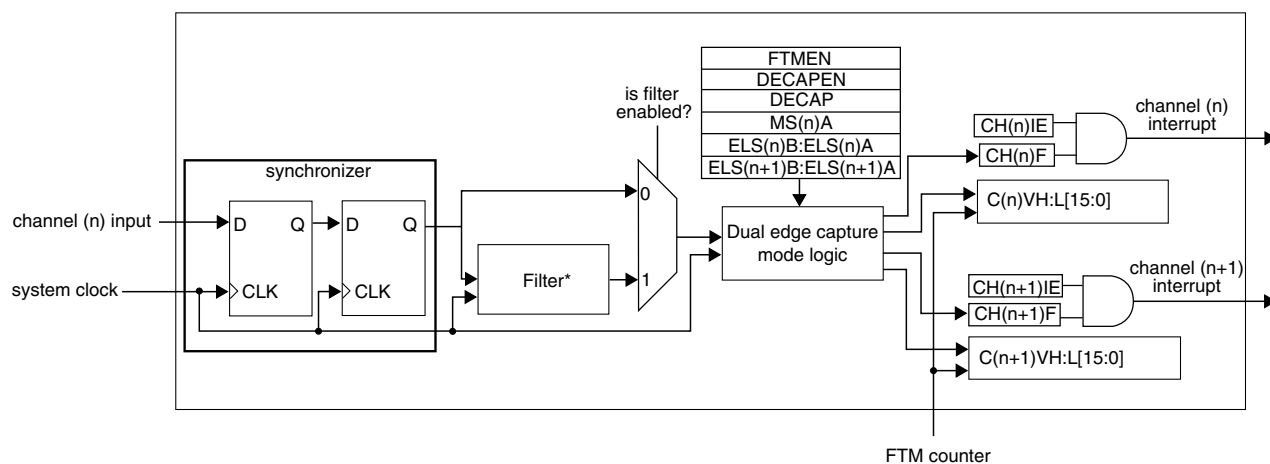 FTMEN
DECAPEN
DECAP
MS(n)A
ELS(n)B:ELS(n)A
ELS(n+1)B:ELS(n+1)A
is filter
enabled?
synchronizer
channel (n) input
D Q
D Q
CLK
CLK
system clock
Filter*
0
1
Dual edge capture
mode logic
CH(n)IE
CH(n)F
channel (n)
interrupt
C(n)VH:L[15:0]
CH(n+1)IE
CH(n+1)F
channel (n+1)
interrupt
C(n+1)VH:L[15:0]
FTM counter